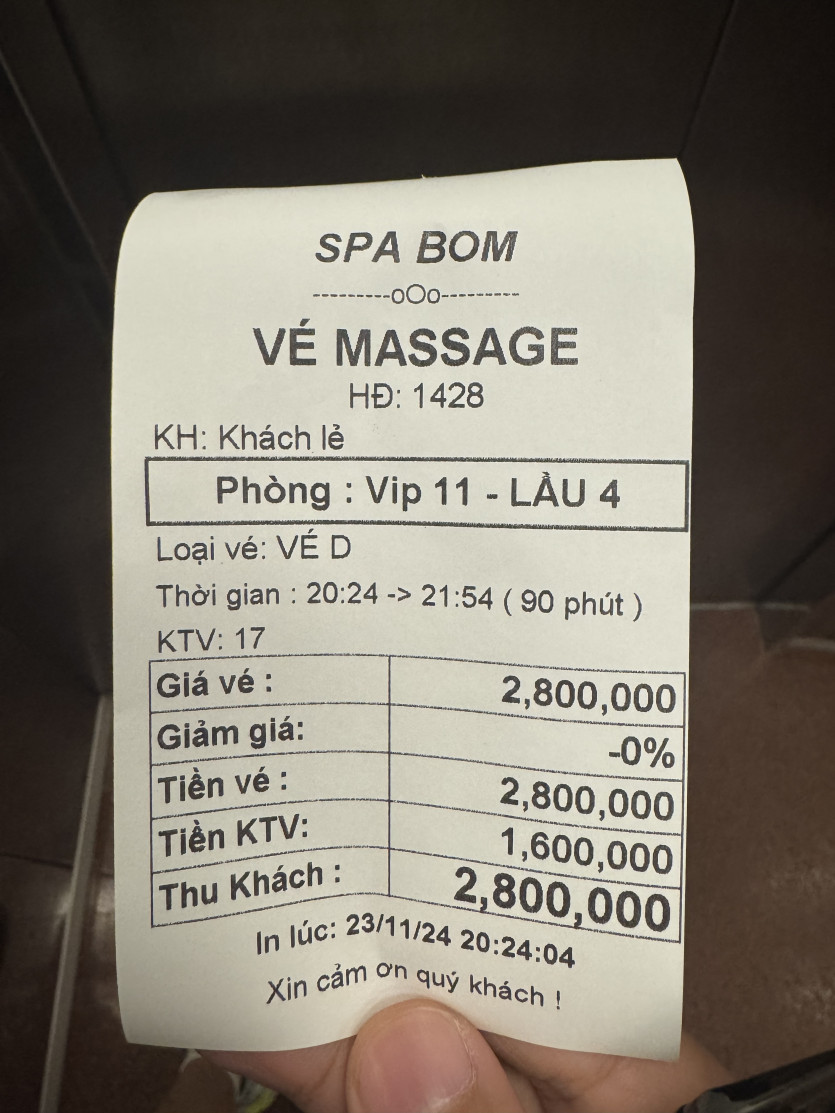 SPA BOM
---------oOo---------
VÉ MASSAGE
HĐ: 1428
KH: Khách lẻ
Phòng : Vip 11 - LẦU 4
Loại vé: VÉ D
Thời gian : 20:24 -> 21:54 ( 90 phút )
KTV: 17
Giá vé : 2,800,000
Giảm giá: -0%
Tiền vé : 2,800,000
Tiền KTV: 1,600,000
Thu Khách : 2,800,000
In lúc: 23/11/24 20:24:04
Xin cảm ơn quý khách !